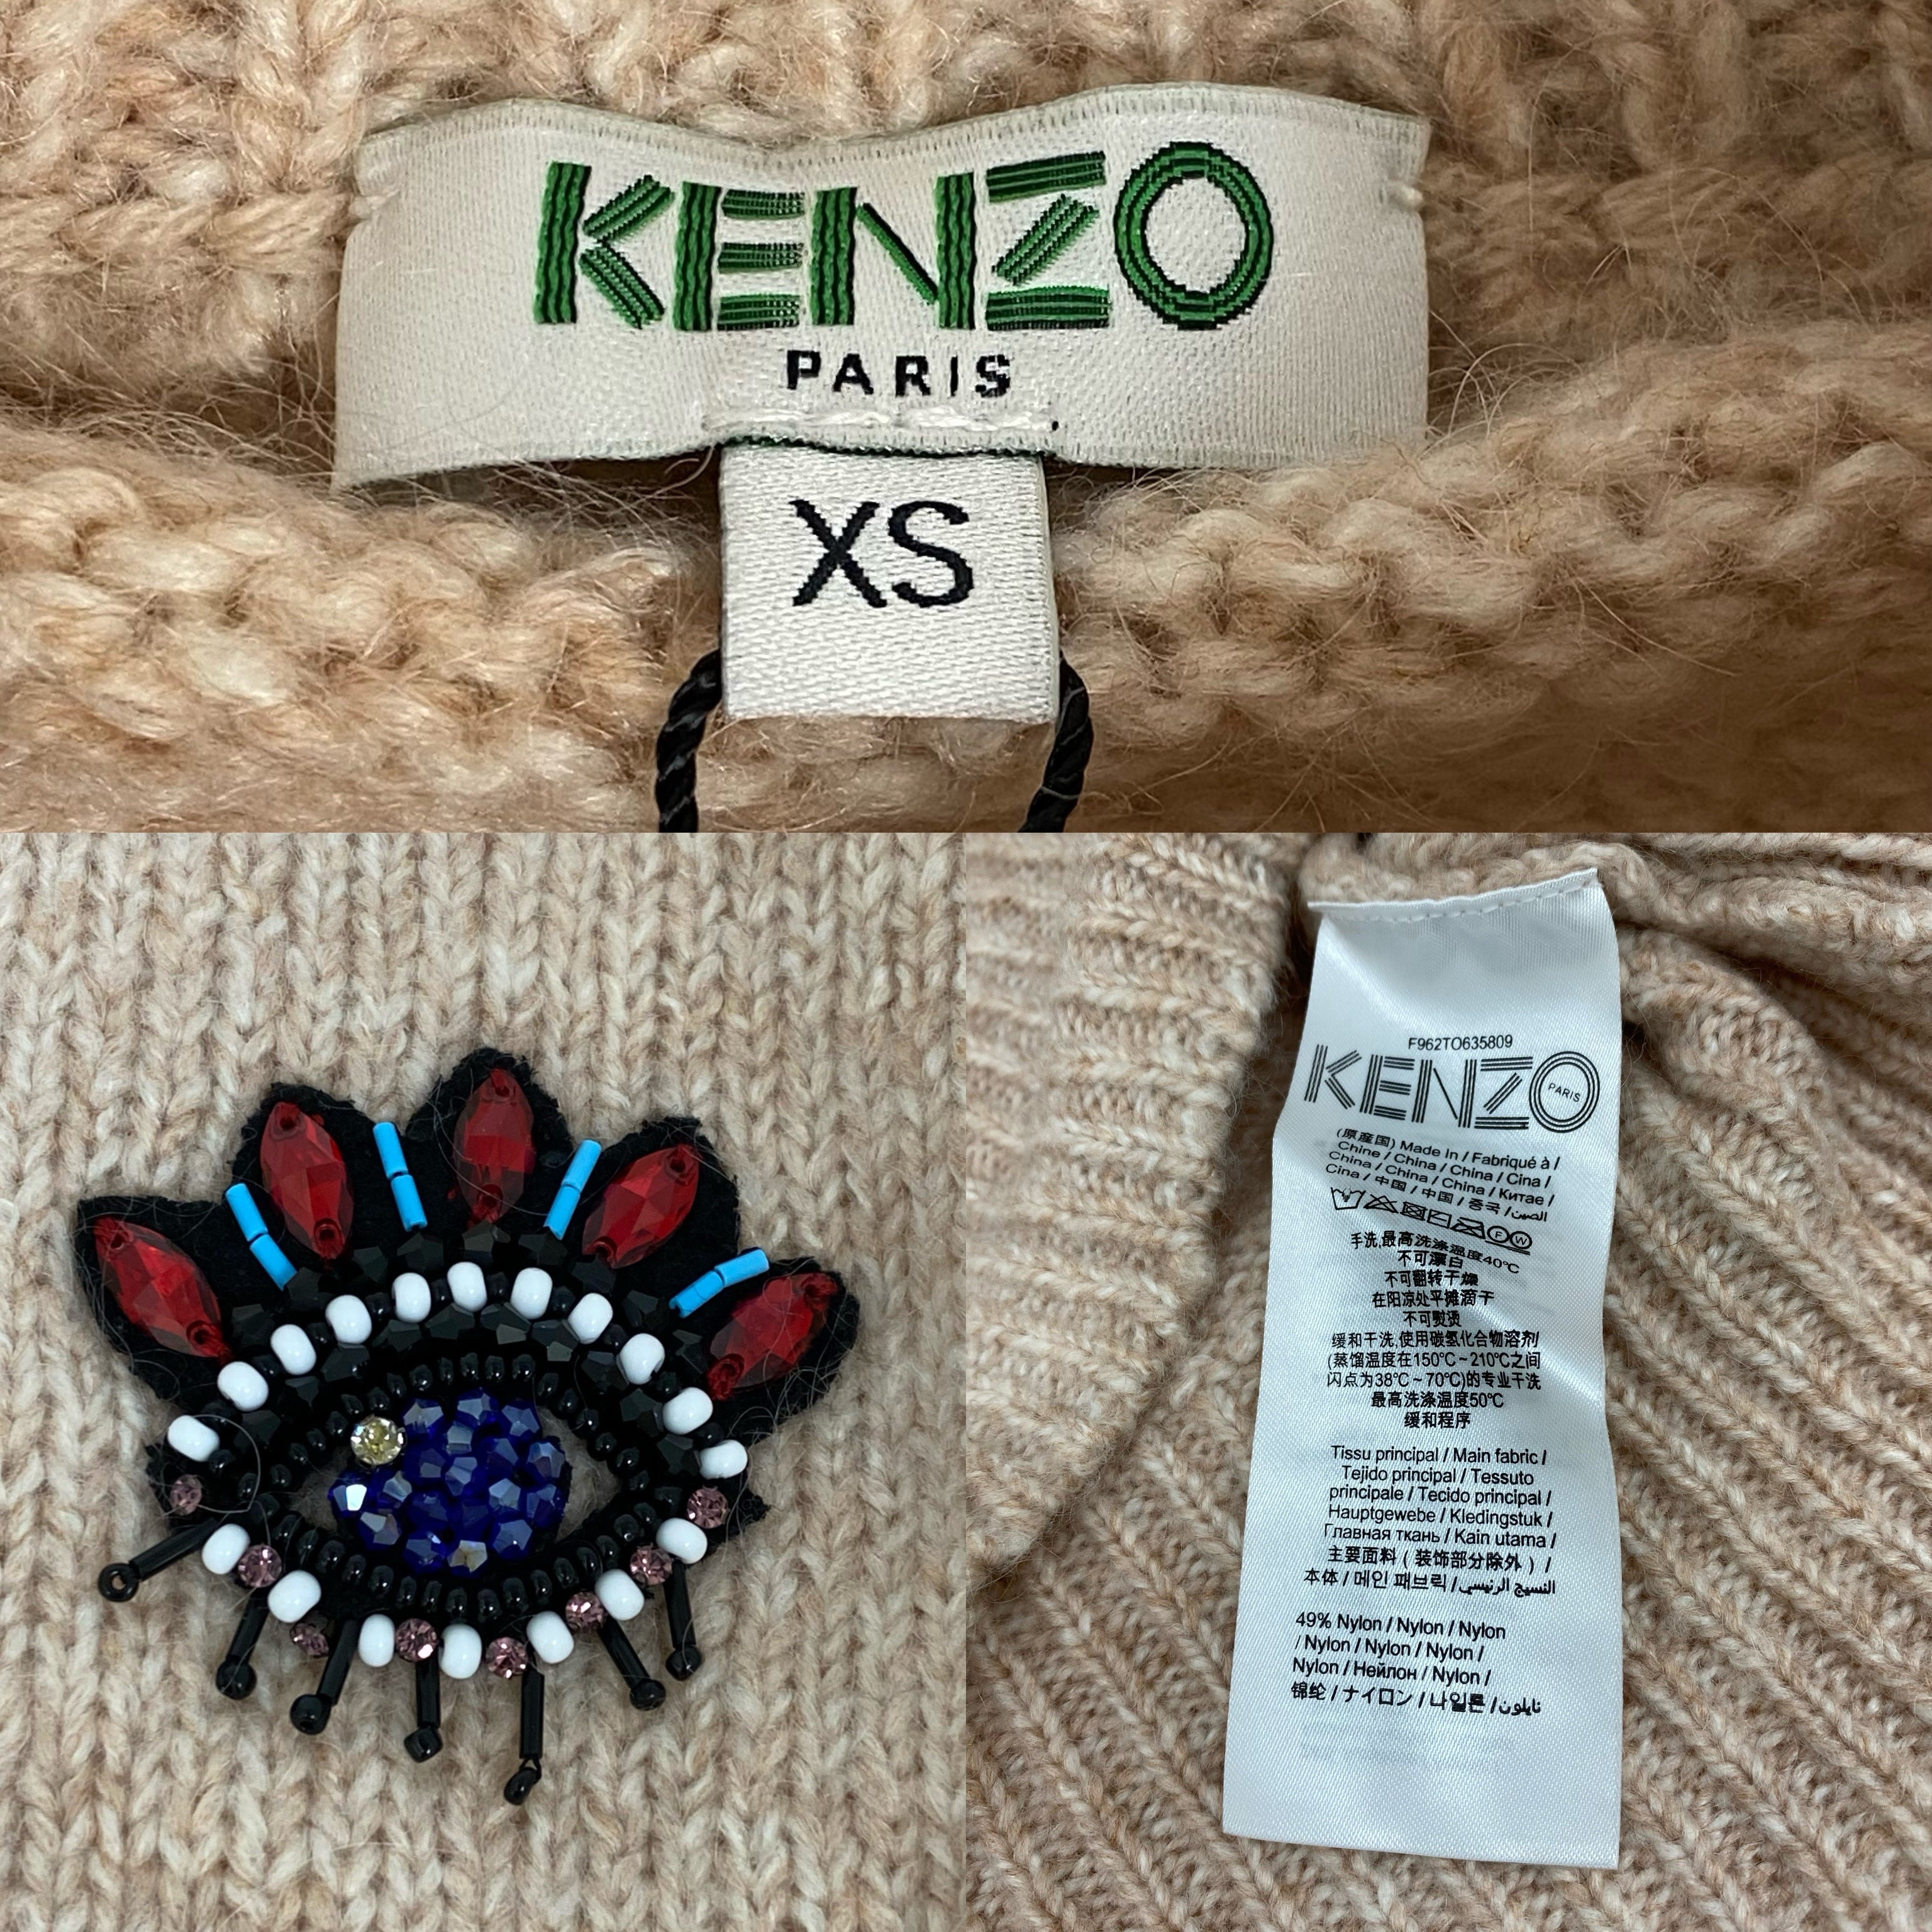 KENZO
PARIS
XS
F962TO635809
KENZO
PARIS
(原産国) Made In / Fabriqué à /
Chine / China / China / Cina /
China / China / China / Китае /
Cina / 中国 / 中国 / 중국 / الصين
F W
手洗,最高洗涤温度40℃
不可漂白
不可翻转干燥
在阳凉处平摊滴干
不可熨烫
缓和干洗,使用碳氢化合物溶剂
(蒸馏温度在150℃~210℃之间
闪点为38℃~70℃)的专业干洗
最高洗涤温度50℃
缓和程序
Tissu principal / Main fabric /
Tejido principal / Tessuto
principale / Tecido principal /
Hauptgewebe / Kledingstuk /
Главная ткань / Kain utama /
主要面料 ( 装饰部分除外 ) /
本体 / 메인 패브릭 / النسيج الرئيسي
49% Nylon / Nylon / Nylon
/ Nylon / Nylon / Nylon /
Nylon / Нейлон / Nylon /
锦纶 / ナイロン / 나일론 / نايلون